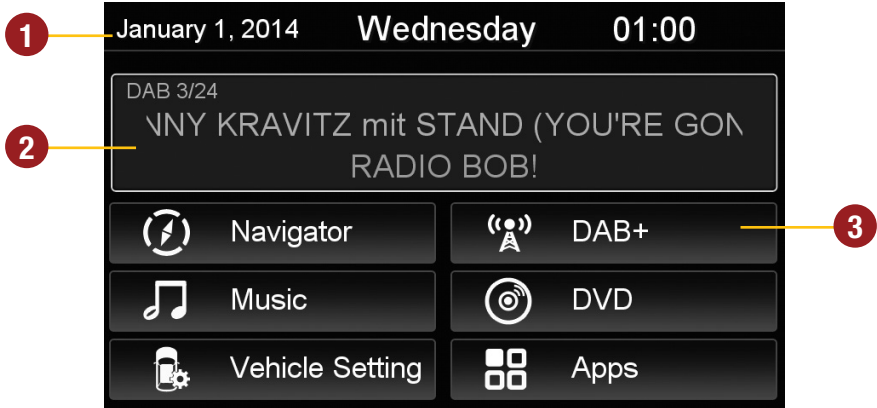 1 January 1, 2014 Wednesday 01:00
DAB 3/24
2 NNY KRAVITZ mit STAND (YOU'RE GON
RADIO BOB!
Navigator DAB+ 3
Music DVD
Vehicle Setting Apps